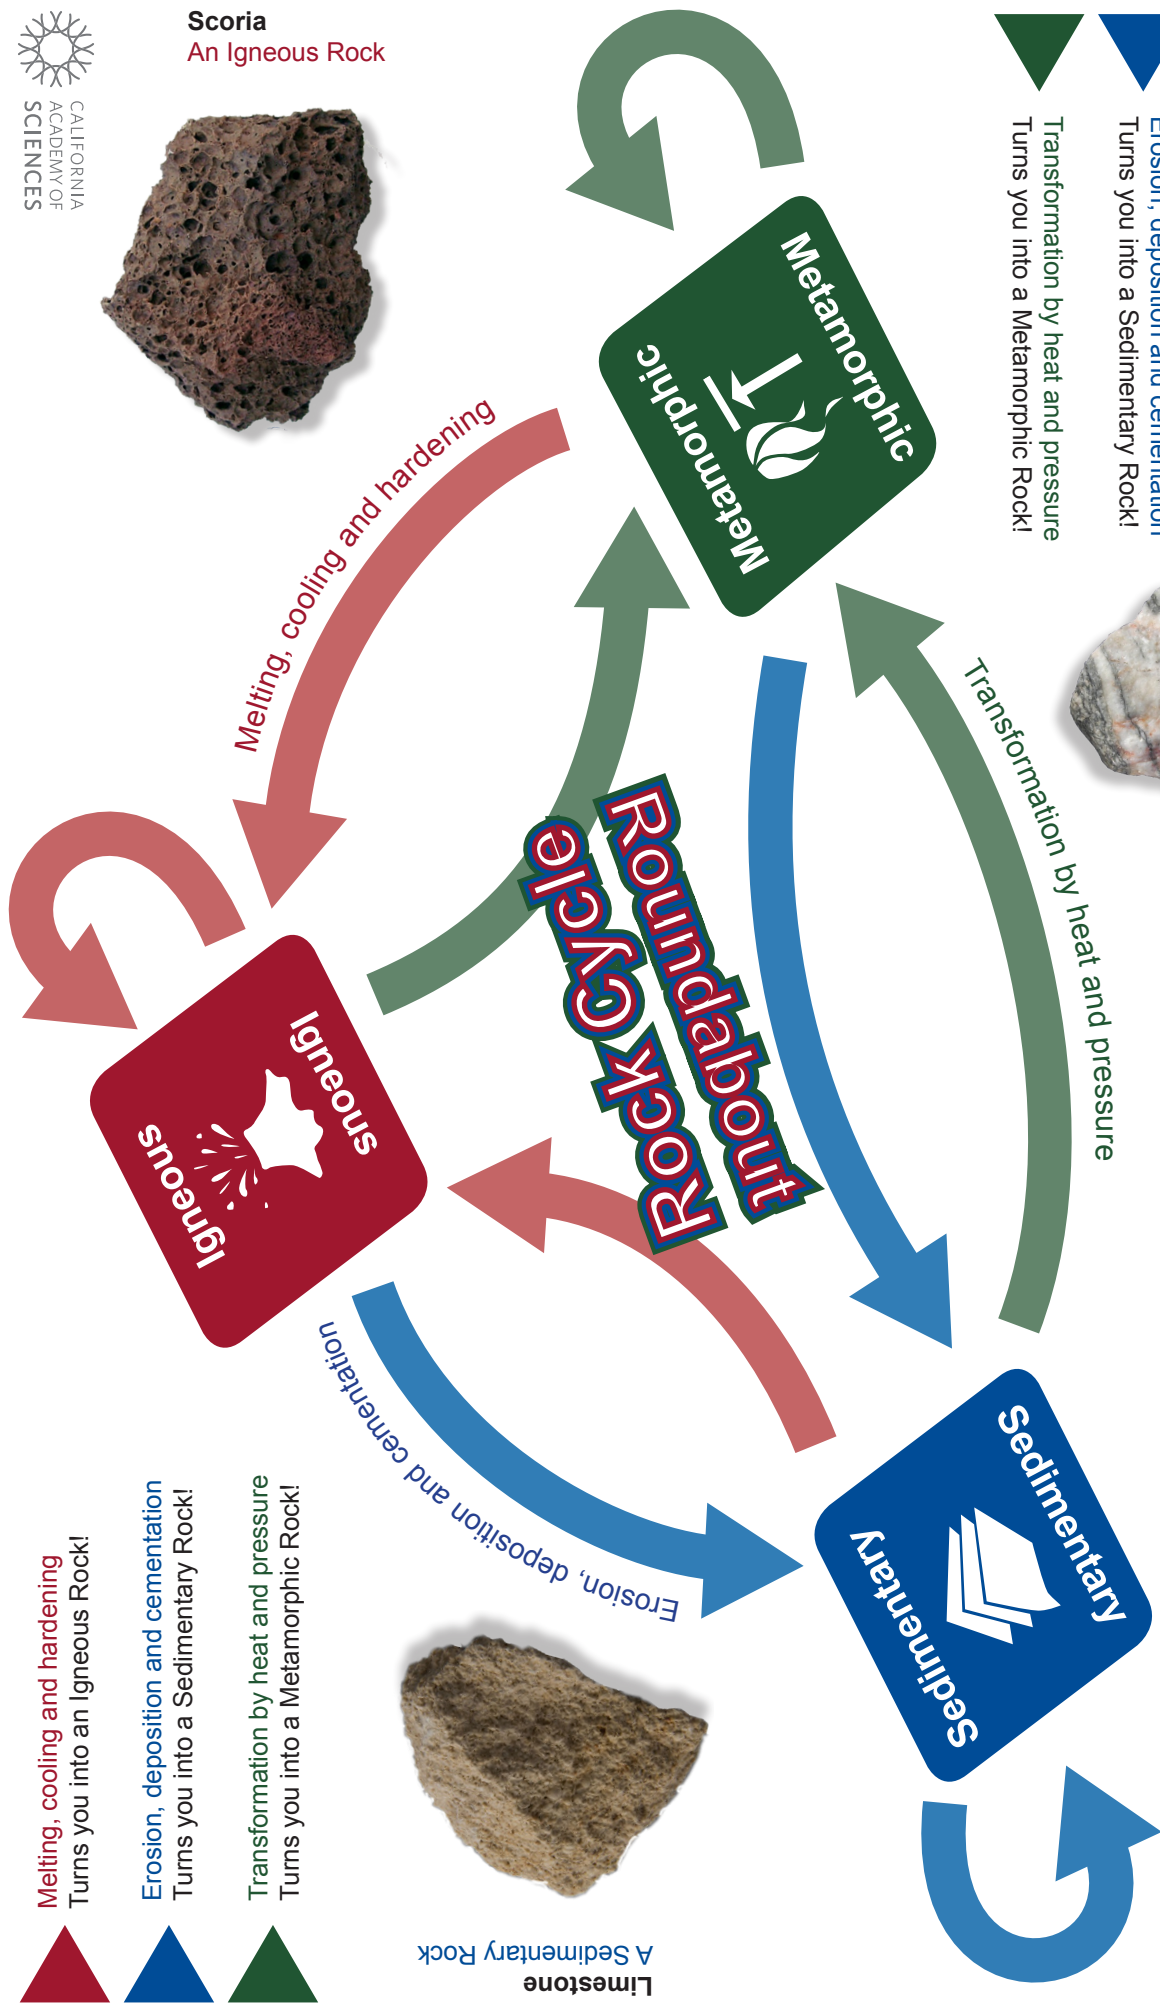 CALIFORNIA
ACADEMY OF
SCIENCES
Scoria
An Igneous Rock
Transformation by heat and pressure
Turns you into a Metamorphic Rock!
Erosion, deposition and cementation
Turns you into a Sedimentary Rock!
Metamorphic
Metamorphic
Melting, cooling and hardening
Transformation by heat and pressure
Rock Cycle
Roundabout
Igneous
Igneous
Erosion, deposition and cementation
Sedimentary
Sedimentary
Melting, cooling and hardening
Turns you into an Igneous Rock!
Erosion, deposition and cementation
Turns you into a Sedimentary Rock!
Transformation by heat and pressure
Turns you into a Metamorphic Rock!
Limestone
A Sedimentary Rock